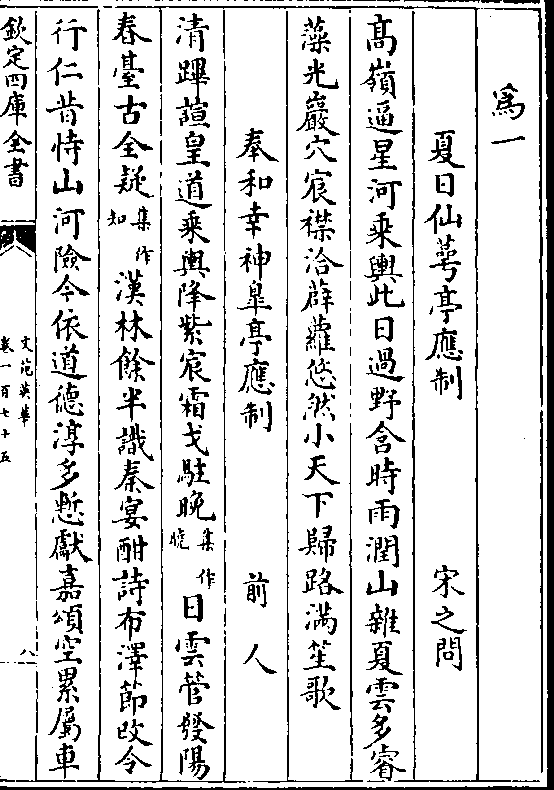 爲一
夏日仙萼亭應制 宋之問
髙嶺逼星河乘輿此日過野含時雨潤山雜夏雲多睿
藻光巖穴宸襟洽薜蘿悠然小天下歸路满笙歌
奉和幸神臯亭應制 前人
清蹕諠皇道乘輿降紫宸霜戈駐晩集作曉日雲管發陽
春臺古全疑集作知漢林餘半識秦宴酣詩布澤節改令
行仁昔恃山河險今依道德淳多慙獻嘉頌空累屬車
欽定四庫全書
文苑英華
卷一百七十五
八